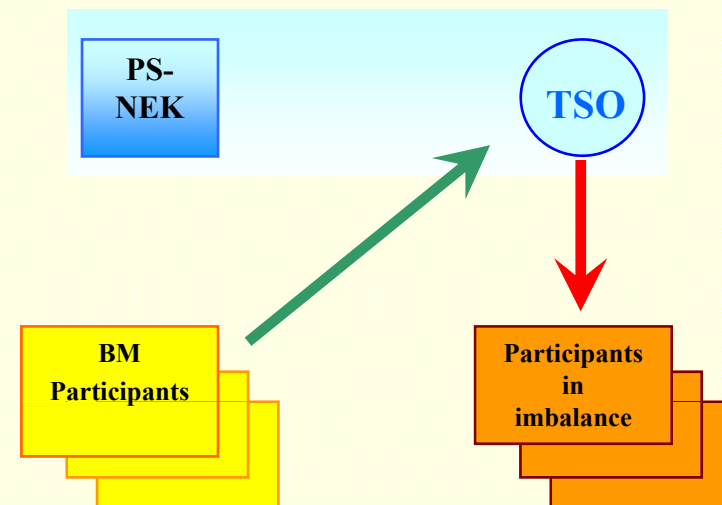 PS-
NEK
TSO
BM
Participants
Participants
in
imbalance